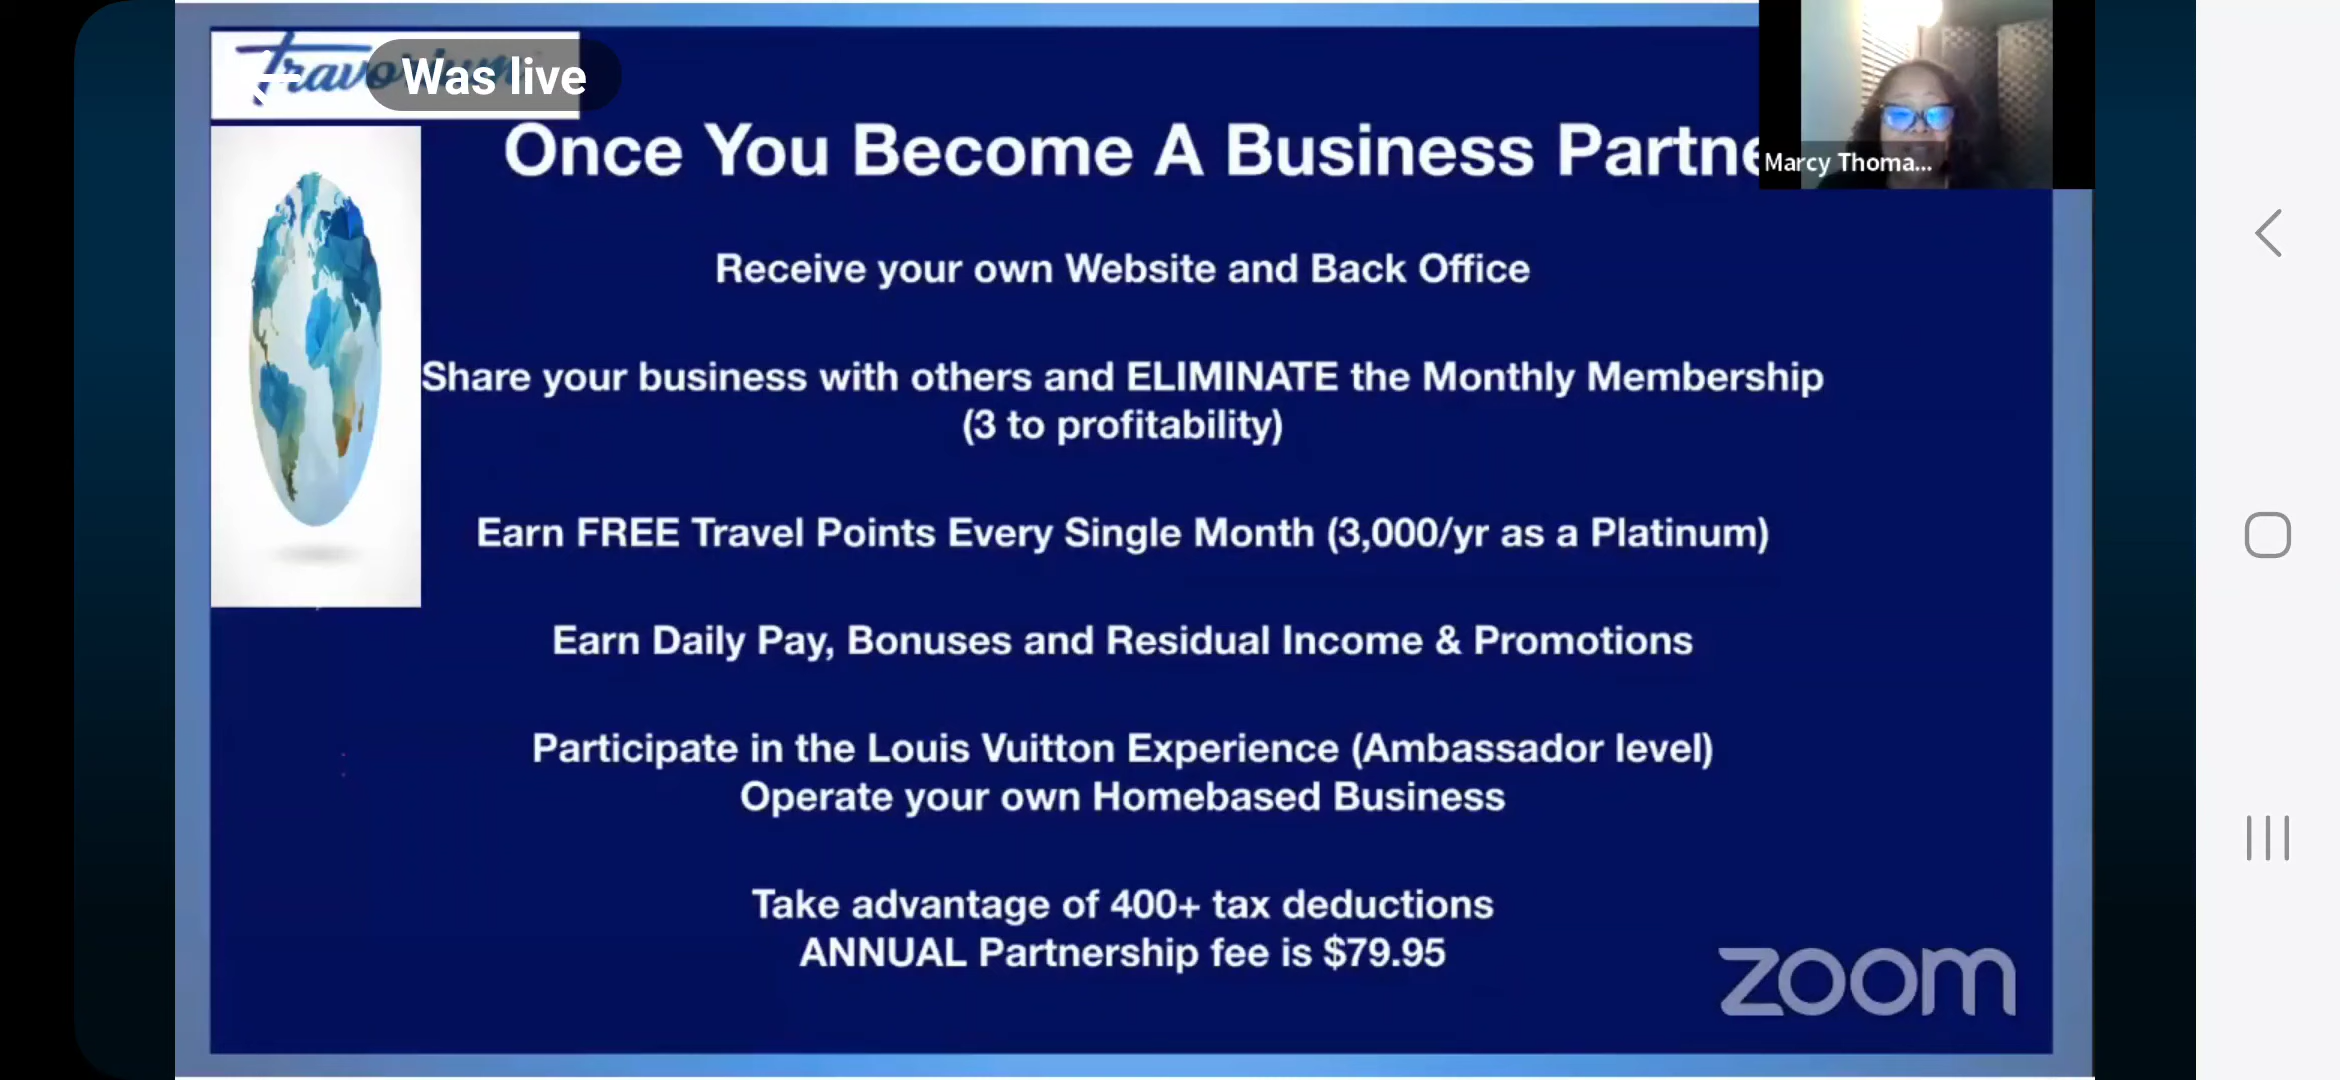 Was live
Once You Become A Business Partne
Marcy Thoma...
Receive your own Website and Back Office
Share your business with others and ELIMINATE the Monthly Membership
(3 to profitability)
Earn FREE Travel Points Every Single Month (3,000/yr as a Platinum)
Earn Daily Pay, Bonuses and Residual Income & Promotions
Participate in the Louis Vuitton Experience (Ambassador level)
Operate your own Homebased Business
Take advantage of 400+ tax deductions
ANNUAL Partnership fee is $79.95
zoom